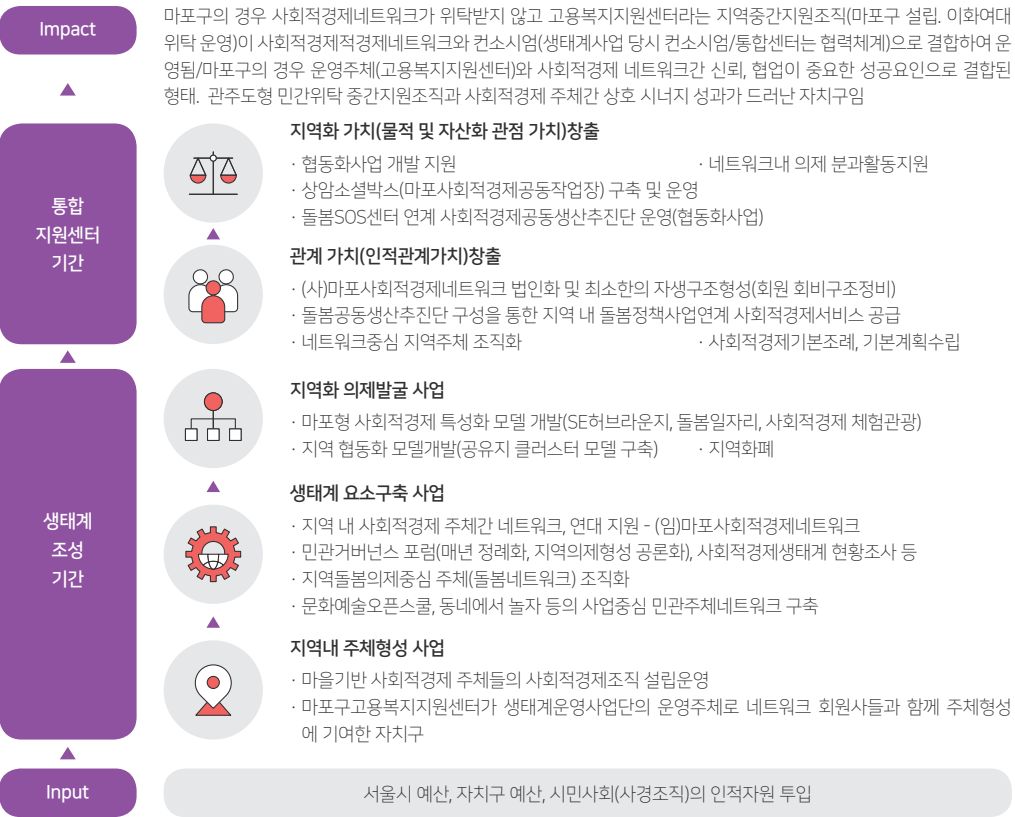 Impact
마포구의 경우 사회적경제네트워크가 위탁받지 않고 고용복지지원센터라는 지역중간지원조직(마포구 설립. 이화여대
위탁 운영)이 사회적경제적경제네트워크와 컨소시엄(생태계사업 당시 컨소시엄/통합센터는 협력체계)으로 결합하여 운
영됨/마포구의 경우 운영주체(고용복지지원센터)와 사회적경제 네트워크간 신뢰, 협업이 중요한 성공요인으로 결합된
형태. 관주도형 민간위탁 중간지원조직과 사회적경제 주체간 상호 시너지 성과가 드러난 자치구임
통합
지원센터
기간
지역화 가치(물적 및 자산화 관점 가치)창출
· 협동화사업 개발 지원 · 네트워크내 의제 분과활동지원
· 상암소셜박스(마포사회적경제공동작업장) 구축 및 운영
· 돌봄SOS센터 연계 사회적경제공동생산추진단 운영(협동화사업)
관계 가치(인적관계가치)창출
· (사)마포사회적경제네트워크 법인화 및 최소한의 자생구조형성(회원 회비구조정비)
· 돌봄공동생산추진단 구성을 통한 지역 내 돌봄정책사업연계 사회적경제서비스 공급
· 네트워크중심 지역주체 조직화 · 사회적경제기본조례, 기본계획수립
생태계
조성
기간
지역화 의제발굴 사업
· 마포형 사회적경제 특성화 모델 개발(SE허브라운지, 돌봄일자리, 사회적경제 체험관광)
· 지역 협동화 모델개발(공유지 클러스터 모델 구축) · 지역화폐
생태계 요소구축 사업
· 지역 내 사회적경제 주체간 네트워크, 연대 지원 - (임)마포사회적경제네트워크
· 민관거버넌스 포럼(매년 정례화, 지역의제형성 공론화), 사회적경제생태계 현황조사 등
· 지역돌봄의제중심 주체(돌봄네트워크) 조직화
· 문화예술오픈스쿨, 동네에서 놀자 등의 사업중심 민관주체네트워크 구축
지역내 주체형성 사업
· 마을기반 사회적경제 주체들의 사회적경제조직 설립운영
· 마포구고용복지지원센터가 생태계운영사업단의 운영주체로 네트워크 회원사들과 함께 주체형성
에 기여한 자치구
Input
서울시 예산, 자치구 예산, 시민사회(사경조직)의 인적자원 투입